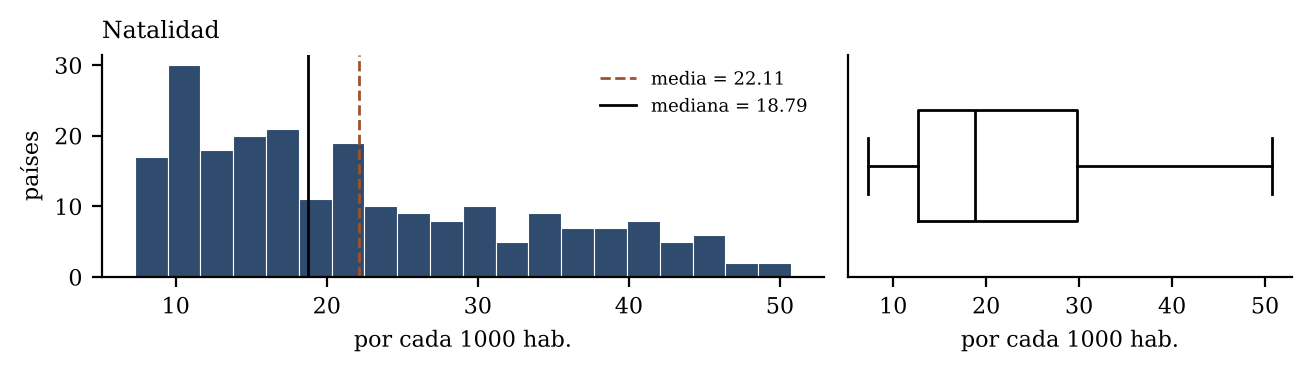 Natalidad
30
20
10
0
países
10 20 30 40 50
por cada 1000 hab.
media = 22.11
mediana = 18.79
10 20 30 40 50
por cada 1000 hab.